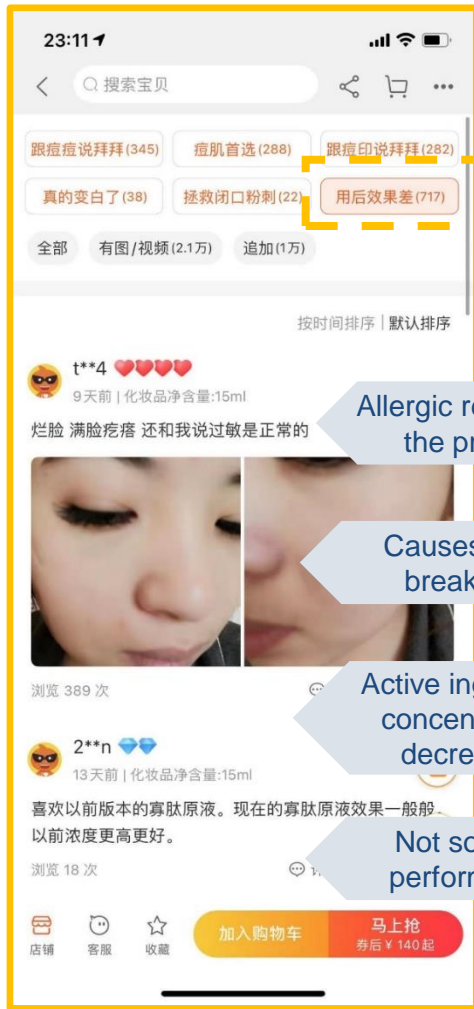 23:11
搜索宝贝
跟痘痘说拜拜(345)
痘肌首选(288)
跟痘印说拜拜(282)
真的变白了(38)
拯救闭口粉刺(22)
用后效果差(717)
全部
有图/视频(2.1万)
追加(1万)
按时间排序 | 默认排序
t**4
9天前 | 化妆品净含量:15ml
烂脸 满脸疙瘩 还和我说过敏是正常的
Allergic
the
Causes
Active
浏览 389 次
2**n
13天前 | 化妆品净含量:15ml
喜欢以前版本的寡肽原液。现在的寡肽原液效果一般般。
以前浓度更高更好。
Not
浏览 18 次
店铺
客服
收藏
加入购物车
马上抢
券后¥140起